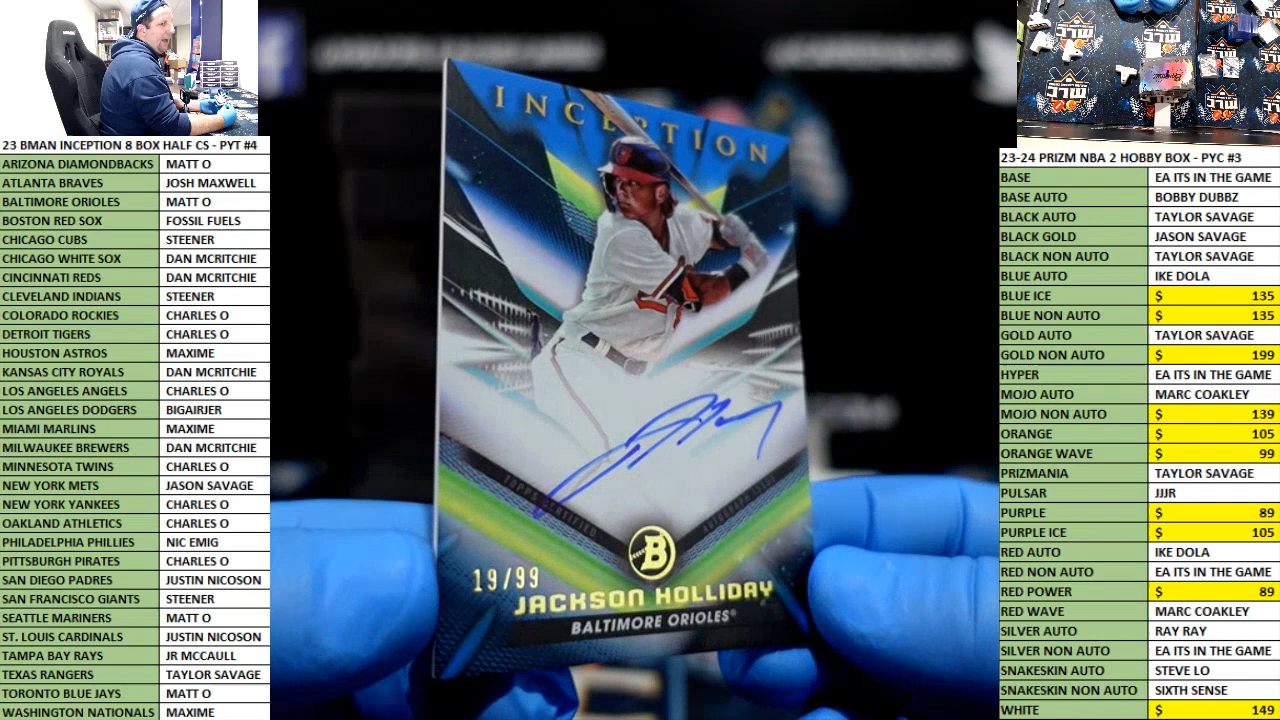 23 BMAN INCEPTION 8 BOX HALF CS - PYT #4
ARIZONA DIAMONDBACKS MATT O
ATLANTA BRAVES JOSH MAXWELL
BALTIMORE ORIOLES MATT O
BOSTON RED SOX FOSSIL FUELS
CHICAGO CUBS STEENER
CHICAGO WHITE SOX DAN MCRITCHIE
CINCINNATI REDS DAN MCRITCHIE
CLEVELAND INDIANS STEENER
COLORADO ROCKIES CHARLES O
DETROIT TIGERS CHARLES O
HOUSTON ASTROS MAXIME
KANSAS CITY ROYALS DAN MCRITCHIE
LOS ANGELES ANGELS CHARLES O
LOS ANGELES DODGERS BIGAIRJER
MIAMI MARLINS MAXIME
MILWAUKEE BREWERS DAN MCRITCHIE
MINNESOTA TWINS CHARLES O
NEW YORK METS JASON SAVAGE
NEW YORK YANKEES CHARLES O
OAKLAND ATHLETICS CHARLES O
PHILADELPHIA PHILLIES NIC EMIG
PITTSBURGH PIRATES CHARLES O
SAN DIEGO PADRES JUSTIN NICOSON
SAN FRANCISCO GIANTS STEENER
SEATTLE MARINERS MATT O
ST. LOUIS CARDINALS JUSTIN NICOSON
TAMPA BAY RAYS JR MCCAULL
TEXAS RANGERS TAYLOR SAVAGE
TORONTO BLUE JAYS MATT O
WASHINGTON NATIONALS MAXIME
INCEPTION
TOPPS CERTIFIED AUTOGRAPH ISSUE
B
19/99
JACKSON HOLLIDAY
BALTIMORE ORIOLES®
23-24 PRIZM NBA 2 HOBBY BOX - PYC #3
BASE EA ITS IN THE GAME
BASE AUTO BOBBY DUBBZ
BLACK AUTO TAYLOR SAVAGE
BLACK GOLD JASON SAVAGE
BLACK NON AUTO TAYLOR SAVAGE
BLUE AUTO IKE DOLA
BLUE ICE $ 135
BLUE NON AUTO $ 135
GOLD AUTO TAYLOR SAVAGE
GOLD NON AUTO $ 199
HYPER EA ITS IN THE GAME
MOJO AUTO MARC COAKLEY
MOJO NON AUTO $ 139
ORANGE $ 105
ORANGE WAVE $ 99
PRIZMANIA TAYLOR SAVAGE
PULSAR JJJR
PURPLE $ 89
PURPLE ICE $ 105
RED AUTO IKE DOLA
RED NON AUTO EA ITS IN THE GAME
RED POWER $ 89
RED WAVE MARC COAKLEY
SILVER AUTO RAY RAY
SILVER NON AUTO EA ITS IN THE GAME
SNAKESKIN AUTO STEVE LO
SNAKESKIN NON AUTO SIXTH SENSE
WHITE $ 149